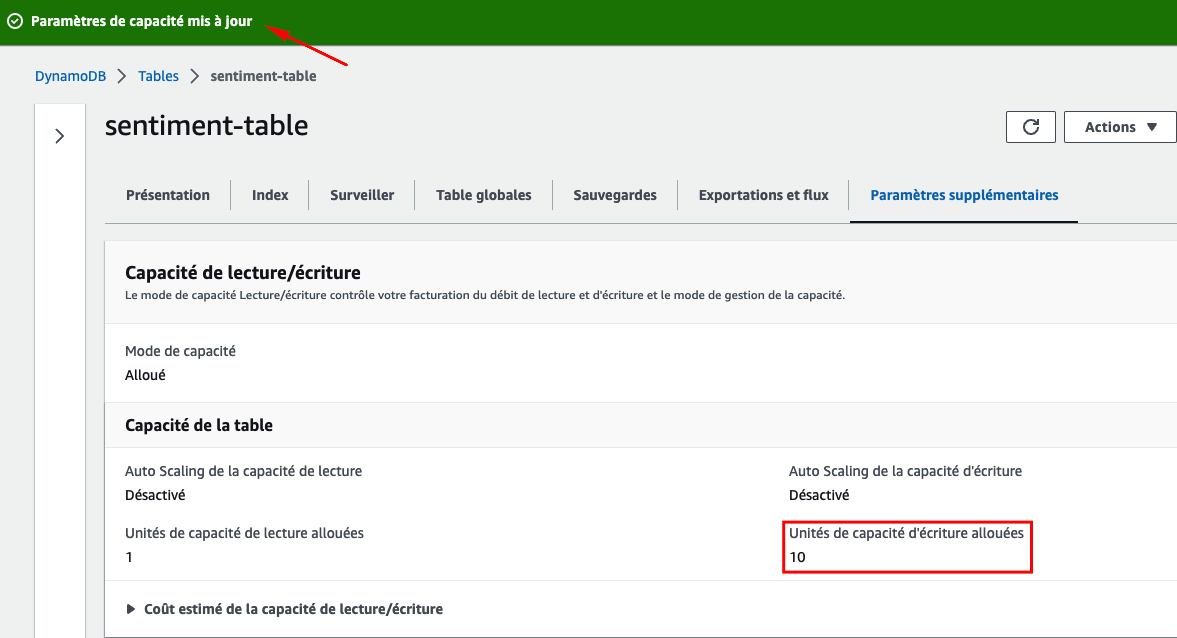 Paramètres de capacité mis à jour
DynamoDB > Tables > sentiment-table
sentiment-table
Actions
Présentation Index Surveiller Table globales Sauvegardes Exportations et flux Paramètres supplémentaires
Capacité de lecture/écriture
Le mode de capacité Lecture/écriture contrôle votre facturation du débit de lecture et d'écriture et le mode de gestion de la capacité.
Mode de capacité
Alloué
Capacité de la table
Auto Scaling de la capacité de lecture
Désactivé
Auto Scaling de la capacité d'écriture
Désactivé
Unités de capacité de lecture allouées
1
Unités de capacité d'écriture allouées
10
Coût estimé de la capacité de lecture/écriture